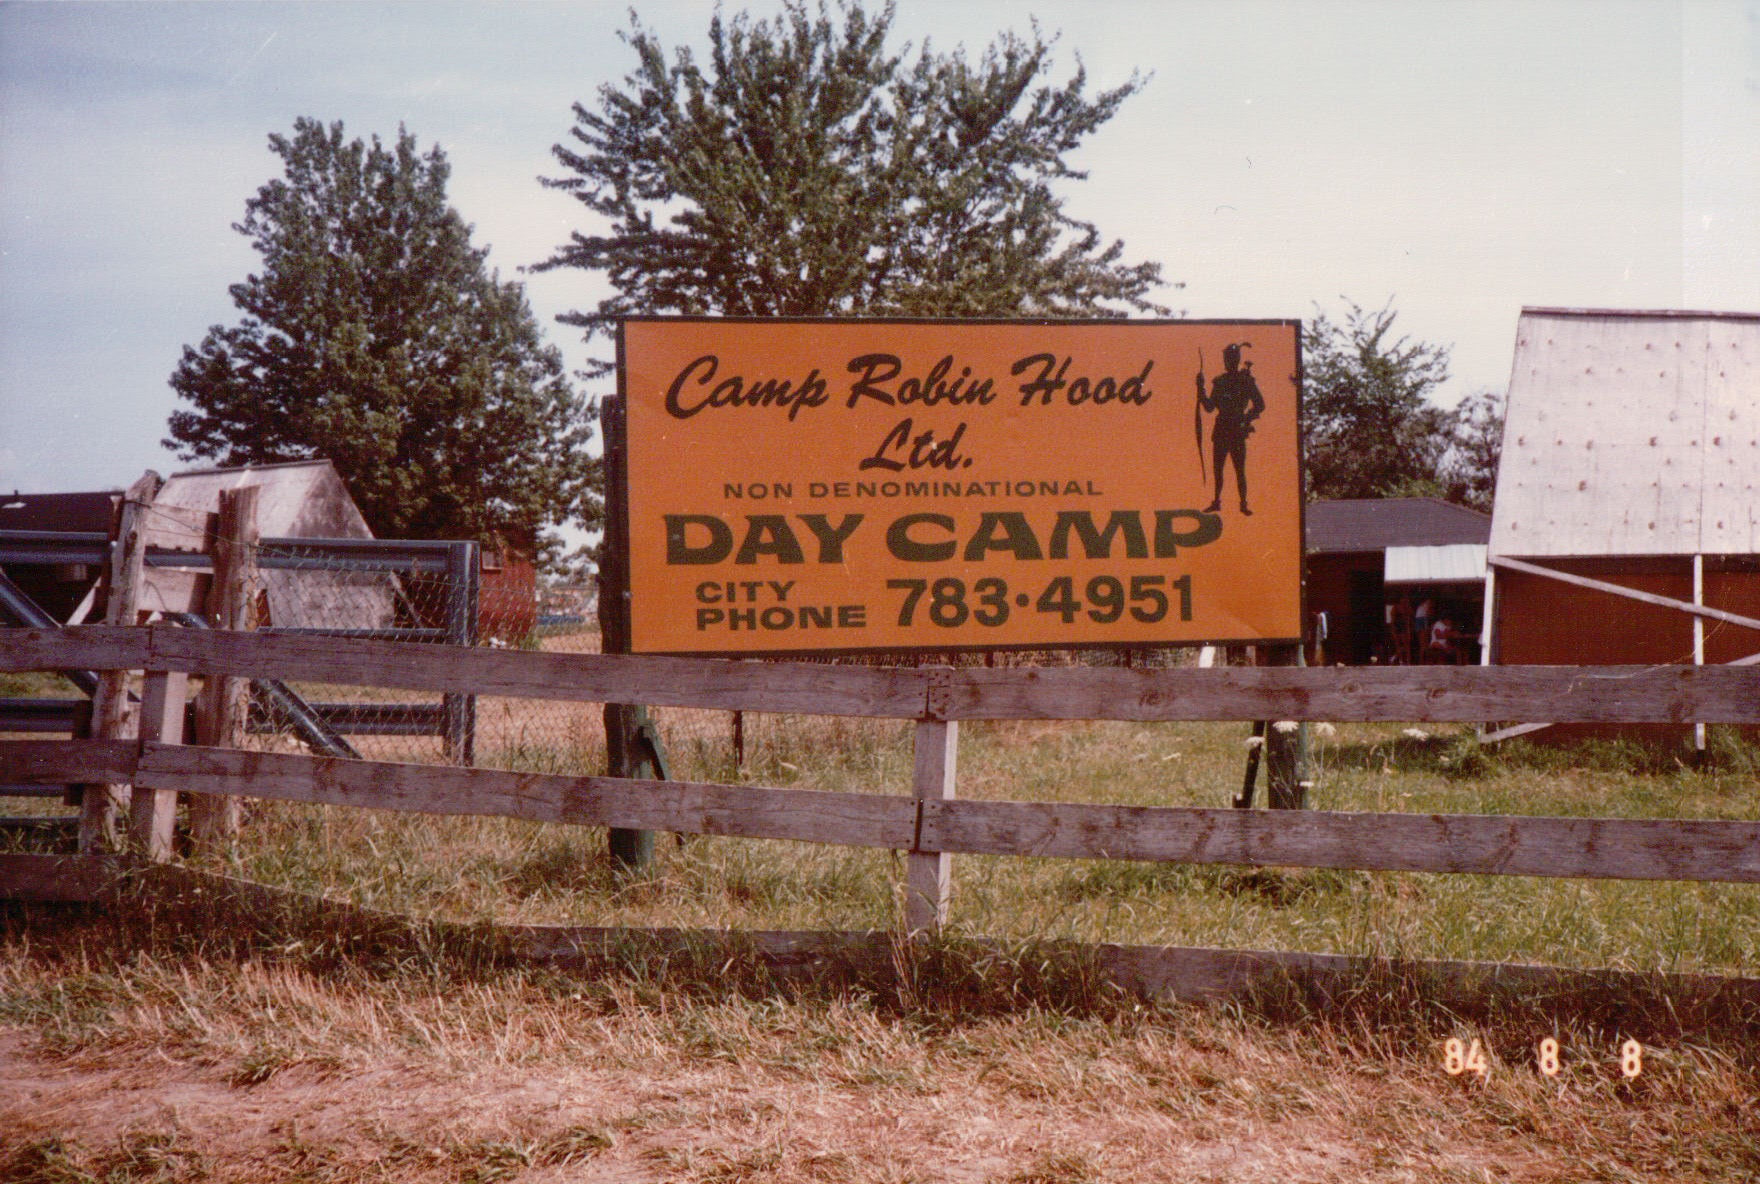 Camp Robin Hood
Ltd.
NON DENOMINATIONAL
DAY CAMP
CITY
PHONE 783•4951
84 8 8